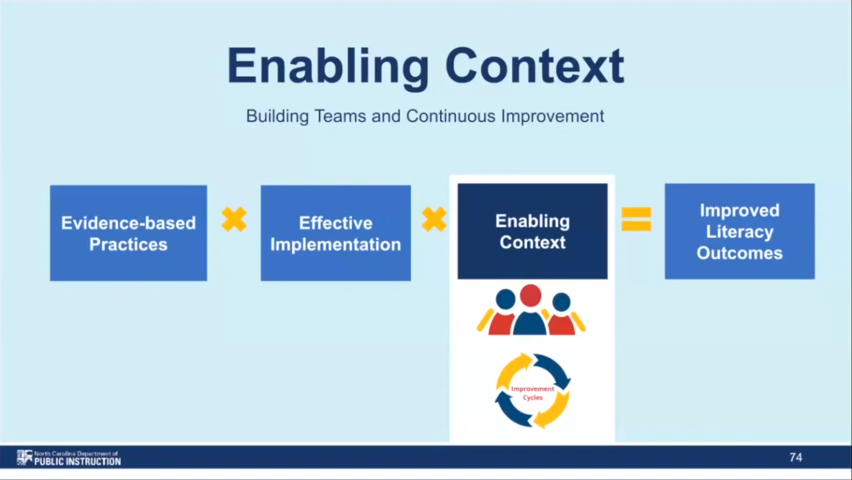 Enabling Context
Building Teams and Continuous Improvement
Evidence-based
Practices
Effective
Implementation
Enabling
Context
Improved
Literacy
Outcomes
Improvement
Cycles
North Carolina Department of
PUBLIC INSTRUCTION
74